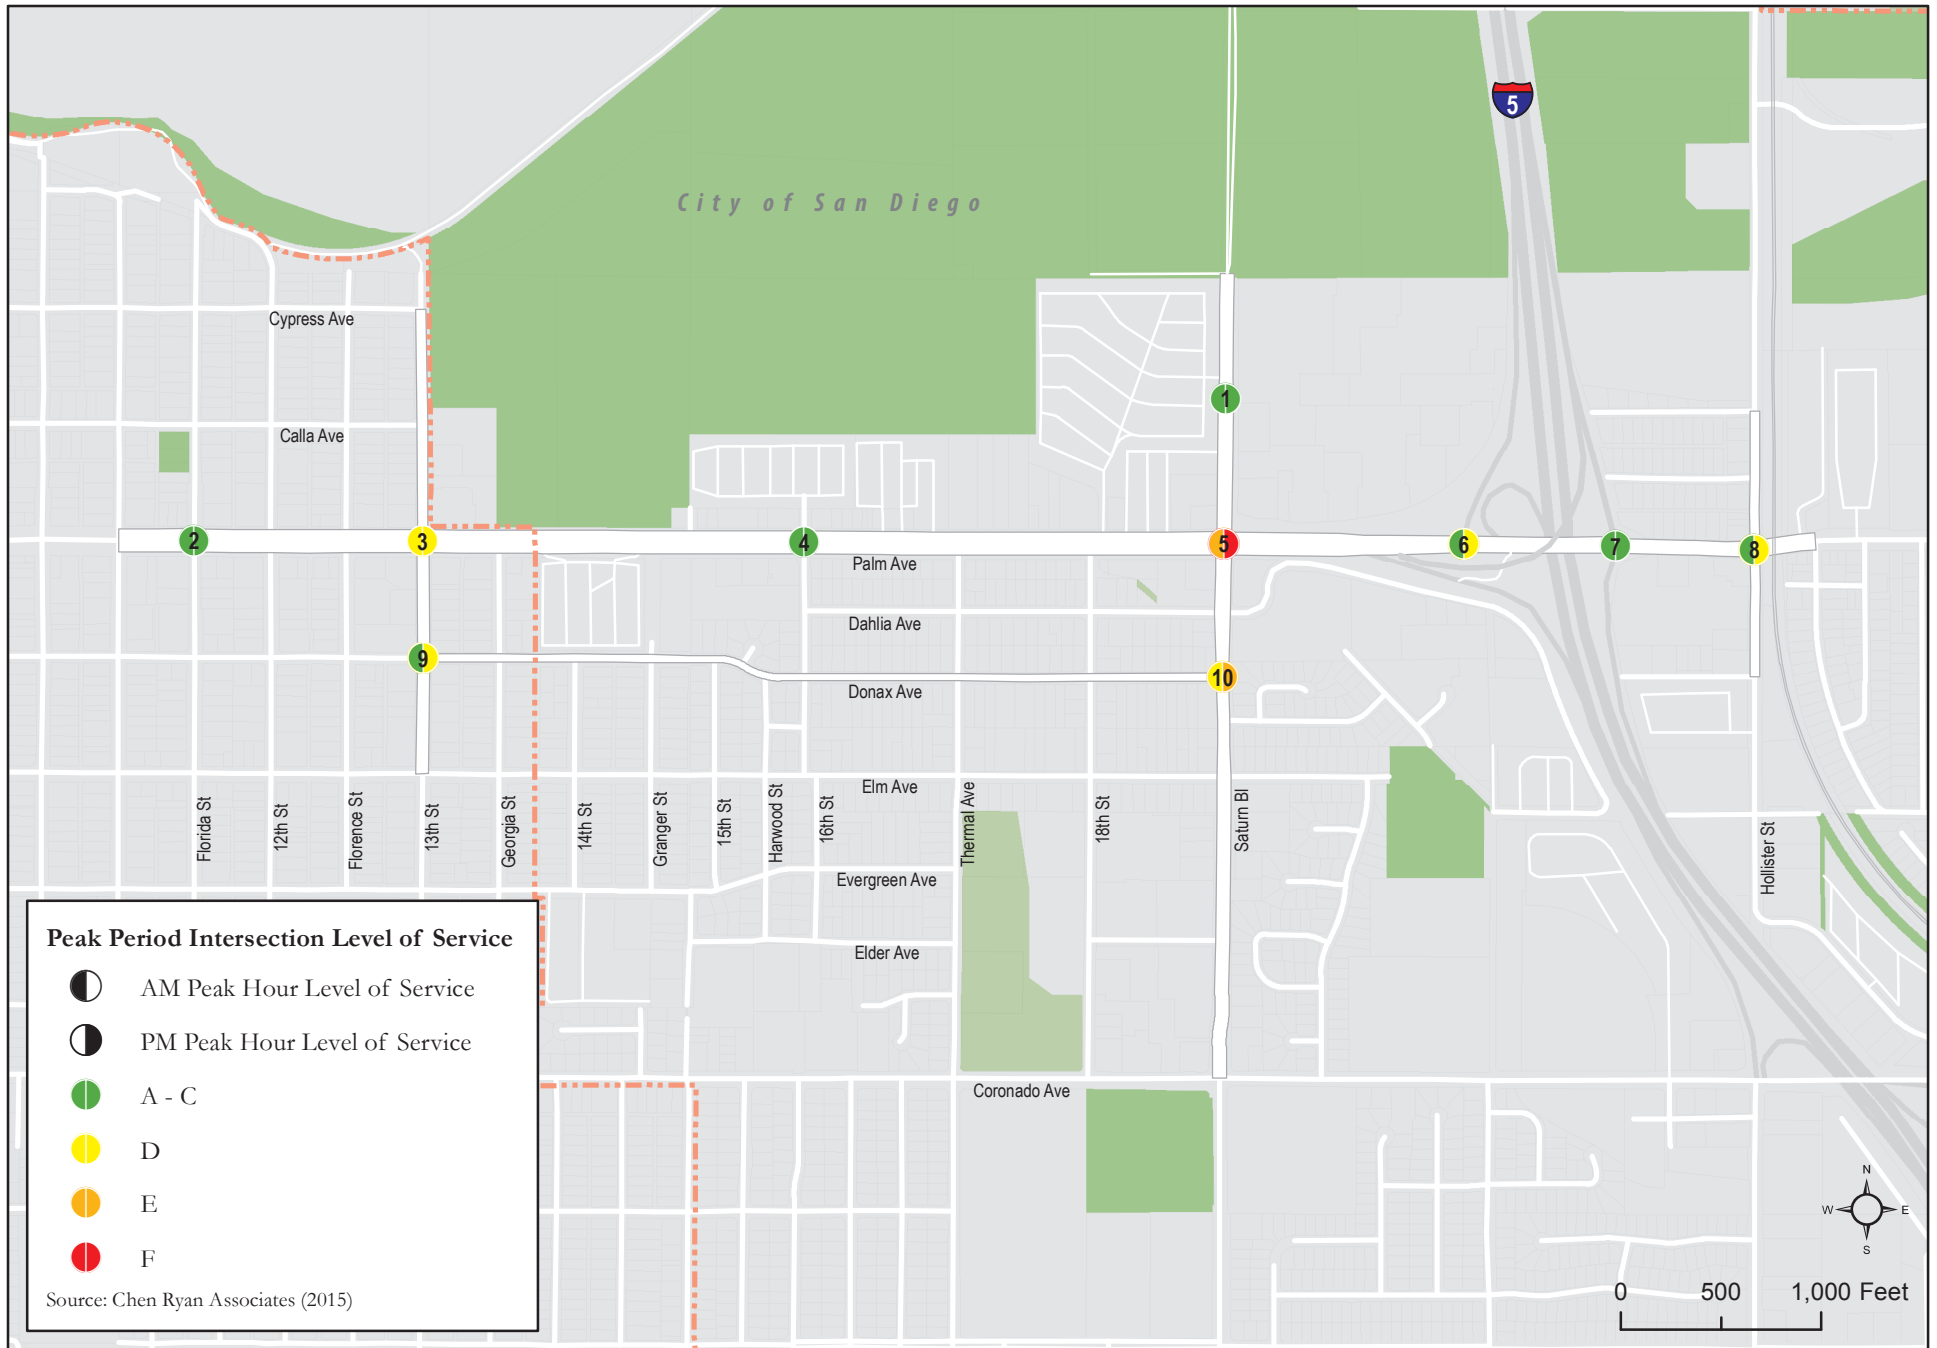 5
City of San Diego
Cypress Ave
1
Calla Ave
2
3
4
5
6
7
8
Palm Ave
Dahlia Ave
9
10
Donax Ave
Elm Ave
Florida St
12th St
Florence St
13th St
Georgia St
14th St
Granger St
15th St
Harwood St
16th St
Thermal Ave
18th St
Saturn Bl
Hollister St
Evergreen Ave
Elder Ave
Coronado Ave
Peak Period Intersection Level of Service
AM Peak Hour Level of Service
PM Peak Hour Level of Service
A - C
D
E
F
Source: Chen Ryan Associates (2015)
N
W
E
S
0 500 1,000 Feet